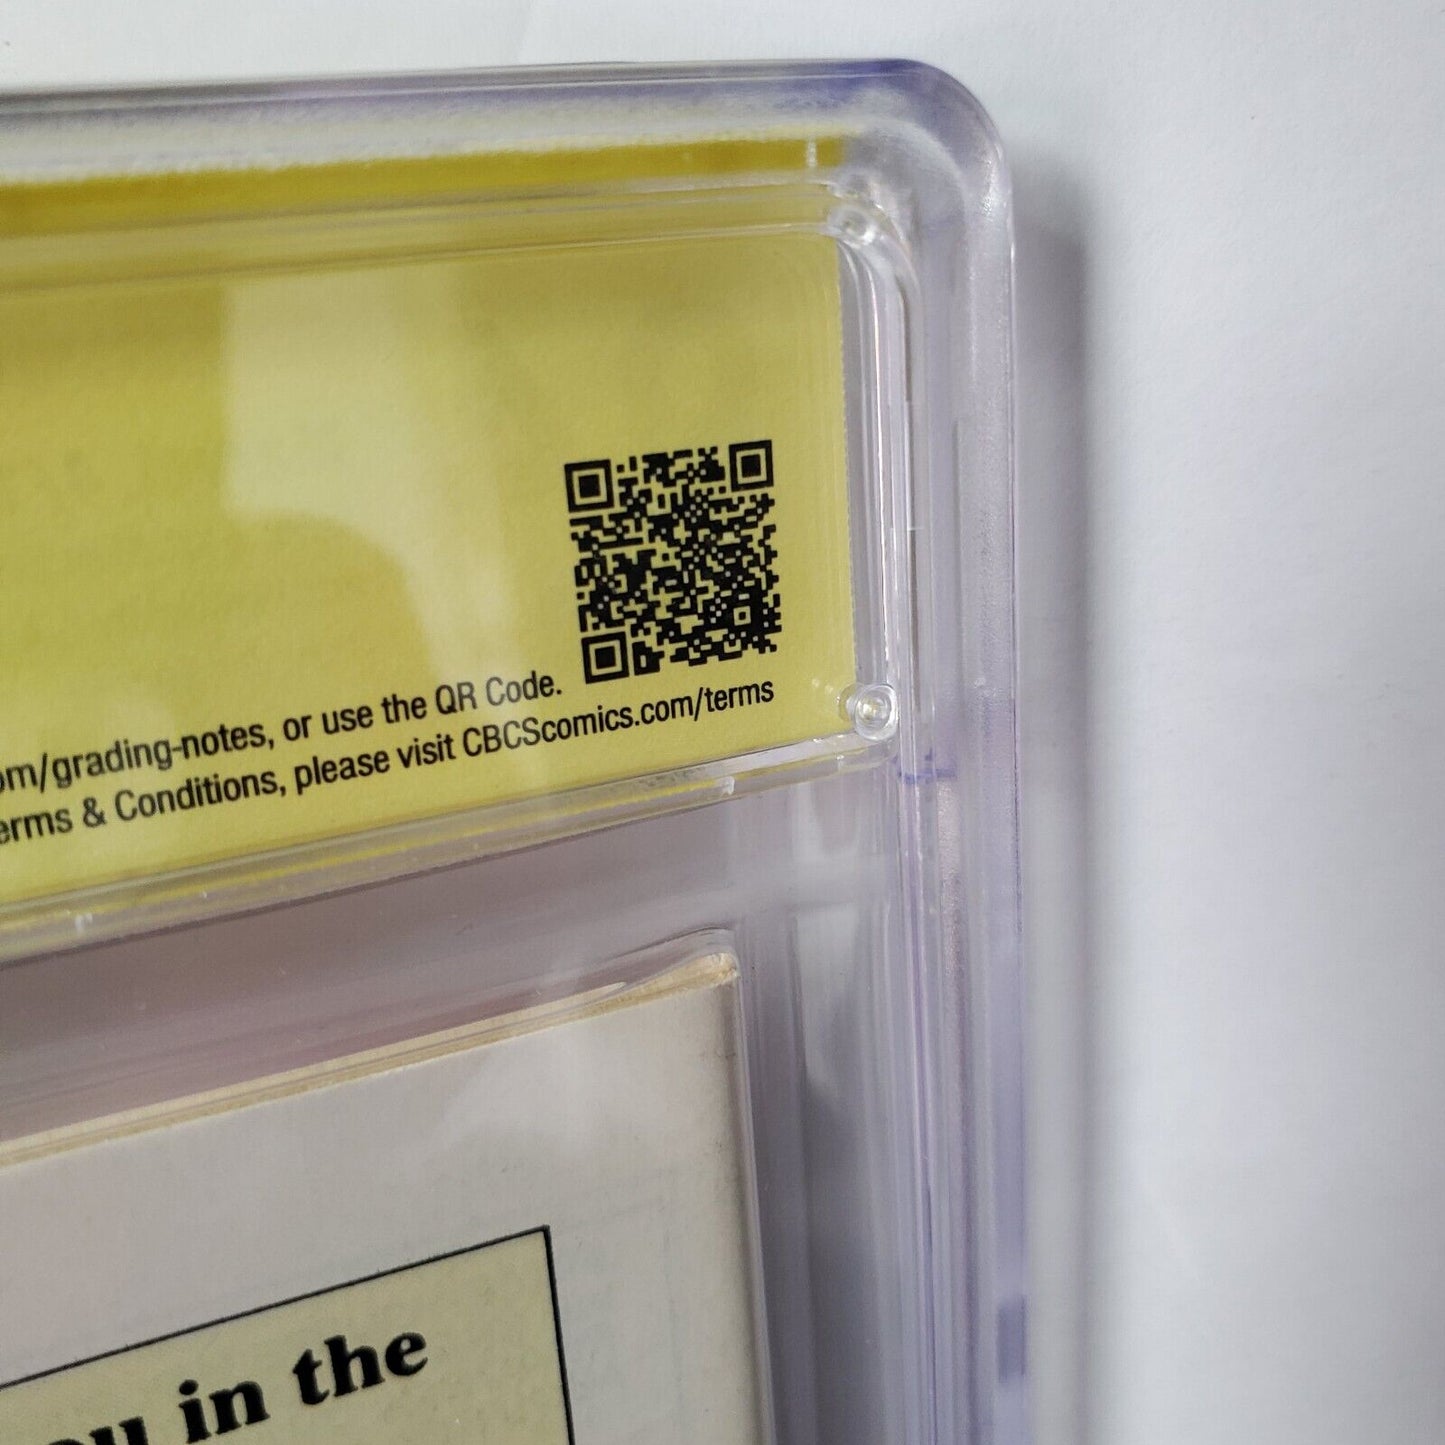 om/grading-notes, or use the QR Code.
erms & Conditions, please visit CBCScomics.com/terms
ou in the